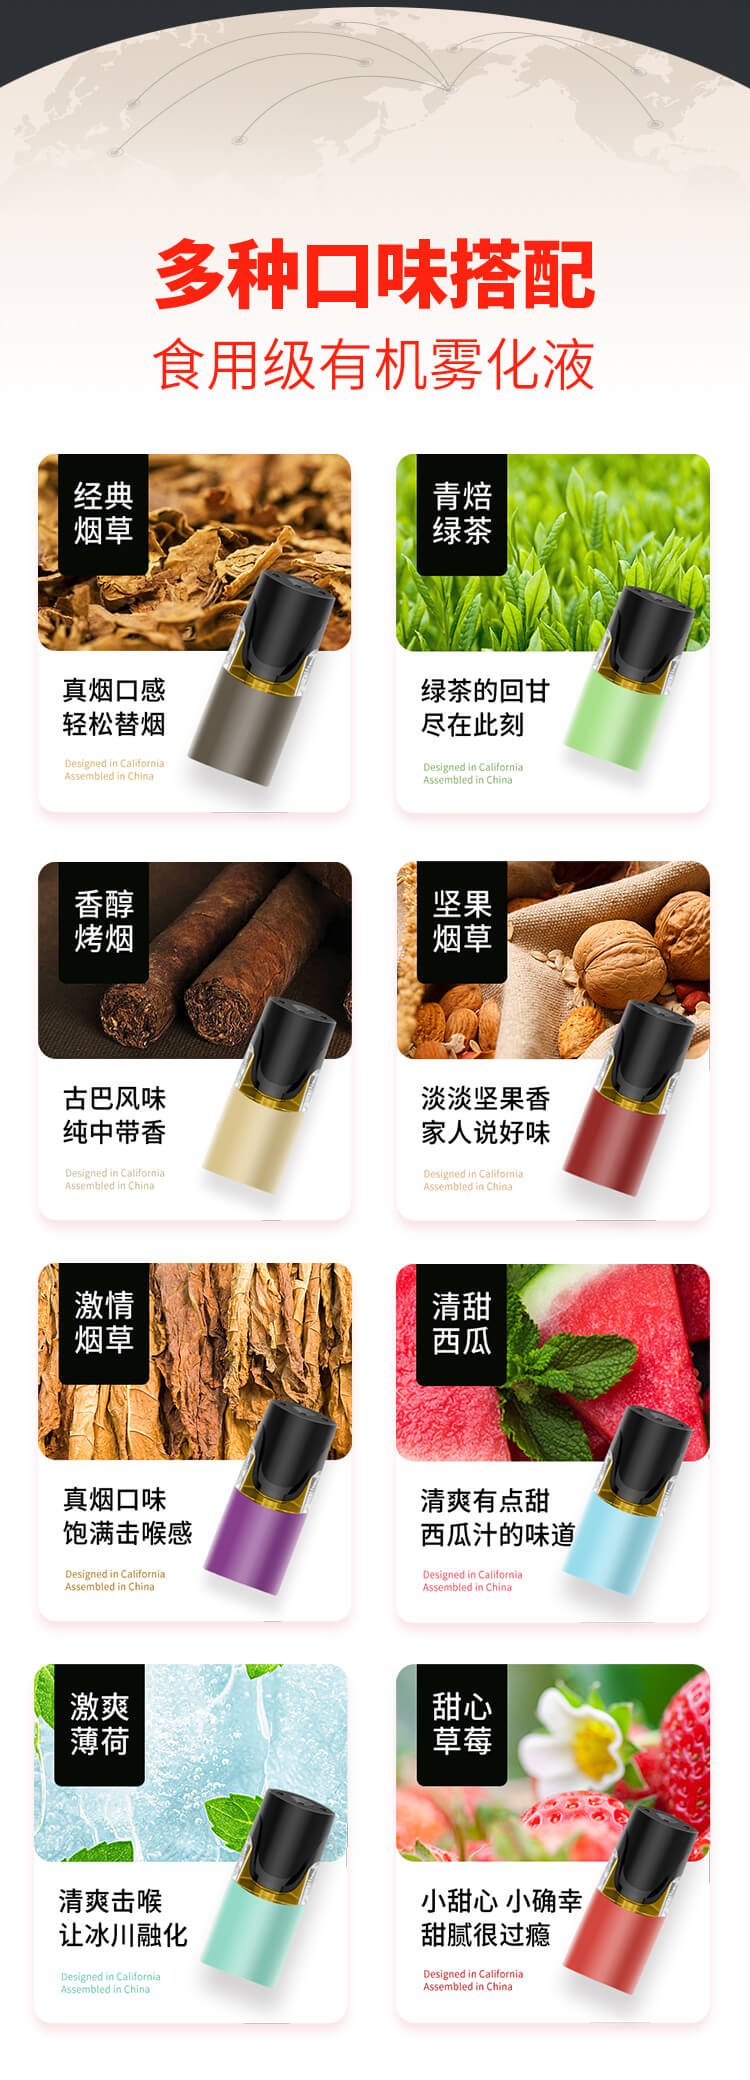 多种口味搭配
食用级有机雾化液
经典
烟草
真烟口感
轻松替烟
Designed in California
Assembled in China
青焙
绿茶
绿茶的回甘
尽在此刻
Designed in California
Assembled in China
香醇
烤烟
古巴风味
纯中带香
Designed in California
Assembled in China
坚果
烟草
淡淡坚果香
家人说好味
Designed in California
Assembled in China
激情
烟草
真烟口味
饱满击喉感
Designed in California
Assembled in China
清甜
西瓜
清爽有点甜
西瓜汁的味道
Designed in California
Assembled in China
激爽
薄荷
清爽击喉
让冰川融化
Designed in California
Assembled in China
甜心
草莓
小甜心 小确幸
甜腻很过瘾
Designed in California
Assembled in China